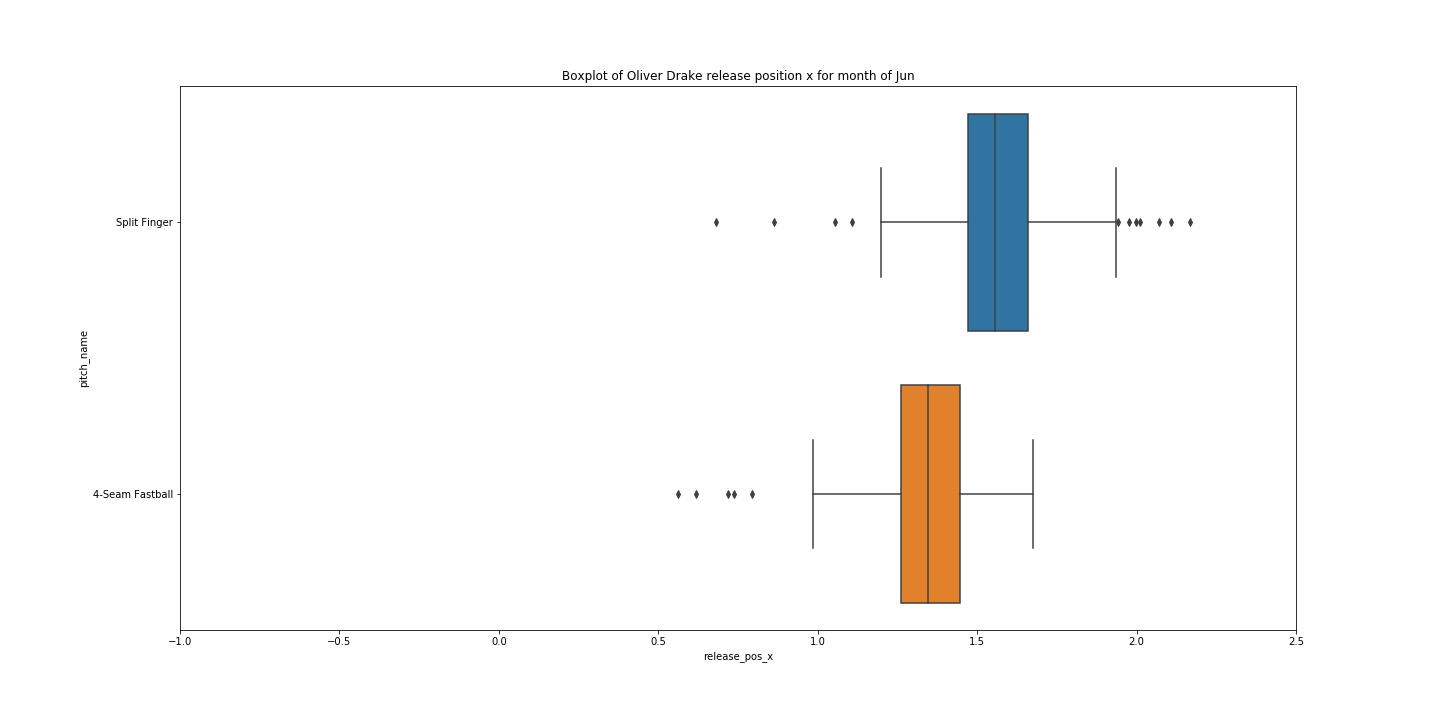 Boxplot of Oliver Drake release position x for month of Jun
pitch_name
Split Finger
4-Seam Fastball
−1.0 −0.5 0.0 0.5 1.0 1.5 2.0 2.5
release_pos_x